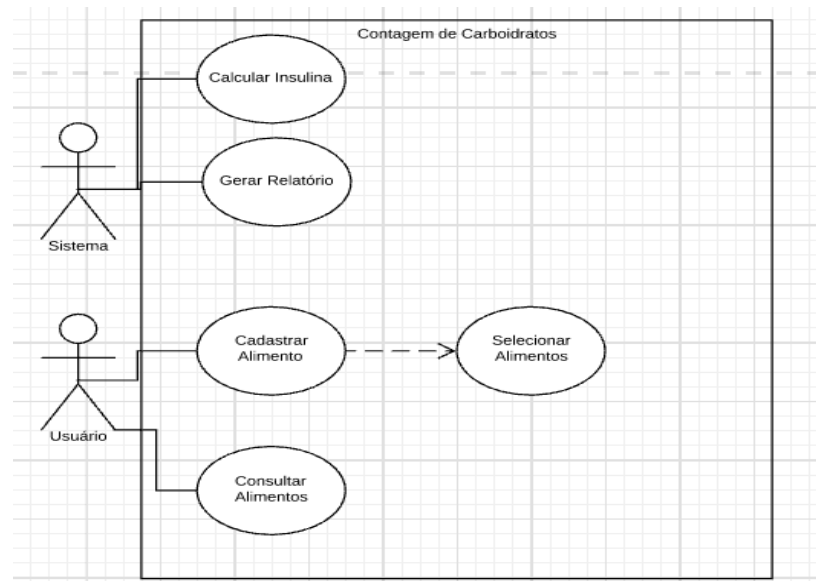 Contagem de Carboidratos
Calcular Insulina
Gerar Relatório
Sistema
Cadastrar
Alimento
Selecionar
Alimentos
Usuário
Consultar
Alimentos